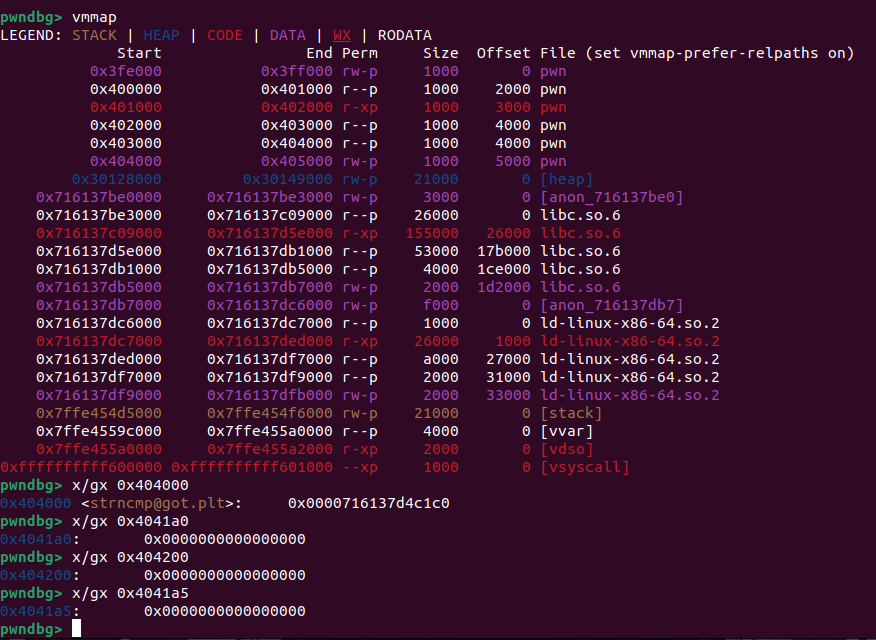 pwndbg> vmmap
LEGEND: STACK | HEAP | CODE | DATA | WX | RODATA
Start End Perm Size Offset File (set vmmap-prefer-relpaths on)
0x3fe000 0x3ff000 rw-p 1000 0 pwn
0x400000 0x401000 r--p 1000 2000 pwn
0x401000 0x402000 r-xp 1000 3000 pwn
0x402000 0x403000 r--p 1000 4000 pwn
0x403000 0x404000 r--p 1000 4000 pwn
0x404000 0x405000 rw-p 1000 5000 pwn
0x30128000 0x30149000 rw-p 21000 0 [heap]
0x716137be0000 0x716137be3000 rw-p 3000 0 [anon_716137be0]
0x716137be3000 0x716137c09000 r--p 26000 0 libc.so.6
0x716137c09000 0x716137d5e000 r-xp 155000 26000 libc.so.6
0x716137d5e000 0x716137db1000 r--p 53000 17b000 libc.so.6
0x716137db1000 0x716137db5000 r--p 4000 1ce000 libc.so.6
0x716137db5000 0x716137db7000 rw-p 2000 1d2000 libc.so.6
0x716137db7000 0x716137dc6000 rw-p f000 0 [anon_716137db7]
0x716137dc6000 0x716137dc7000 r--p 1000 0 ld-linux-x86-64.so.2
0x716137dc7000 0x716137ded000 r-xp 26000 1000 ld-linux-x86-64.so.2
0x716137ded000 0x716137df7000 r--p a000 27000 ld-linux-x86-64.so.2
0x716137df7000 0x716137df9000 r--p 2000 31000 ld-linux-x86-64.so.2
0x716137df9000 0x716137dfb000 rw-p 2000 33000 ld-linux-x86-64.so.2
0x7ffe454d5000 0x7ffe454f6000 rw-p 21000 0 [stack]
0x7ffe4559c000 0x7ffe455a0000 r--p 4000 0 [vvar]
0x7ffe455a0000 0x7ffe455a2000 r-xp 2000 0 [vdso]
0xffffffffff600000 0xffffffffff601000 --xp 1000 0 [vsyscall]
pwndbg> x/gx 0x404000
0x404000 <strncmp@got.plt>: 0x0000716137d4c1c0
pwndbg> x/gx 0x4041a0
0x4041a0: 0x0000000000000000
pwndbg> x/gx 0x404200
0x404200: 0x0000000000000000
pwndbg> x/gx 0x4041a5
0x4041a5: 0x0000000000000000
pwndbg>